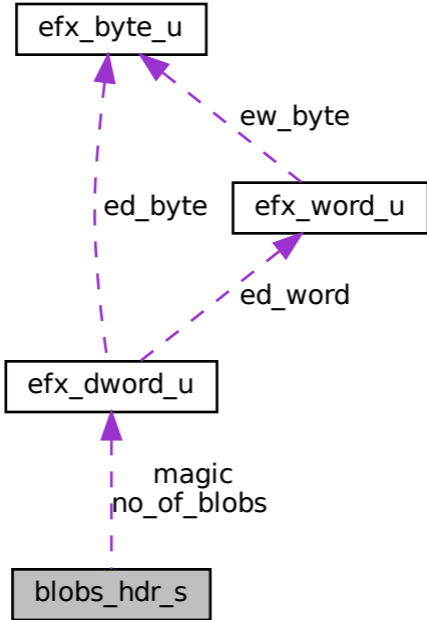 efx_byte_u
ew_byte
ed_byte
efx_word_u
ed_word
efx_dword_u
magic
no_of_blobs
blobs_hdr_s